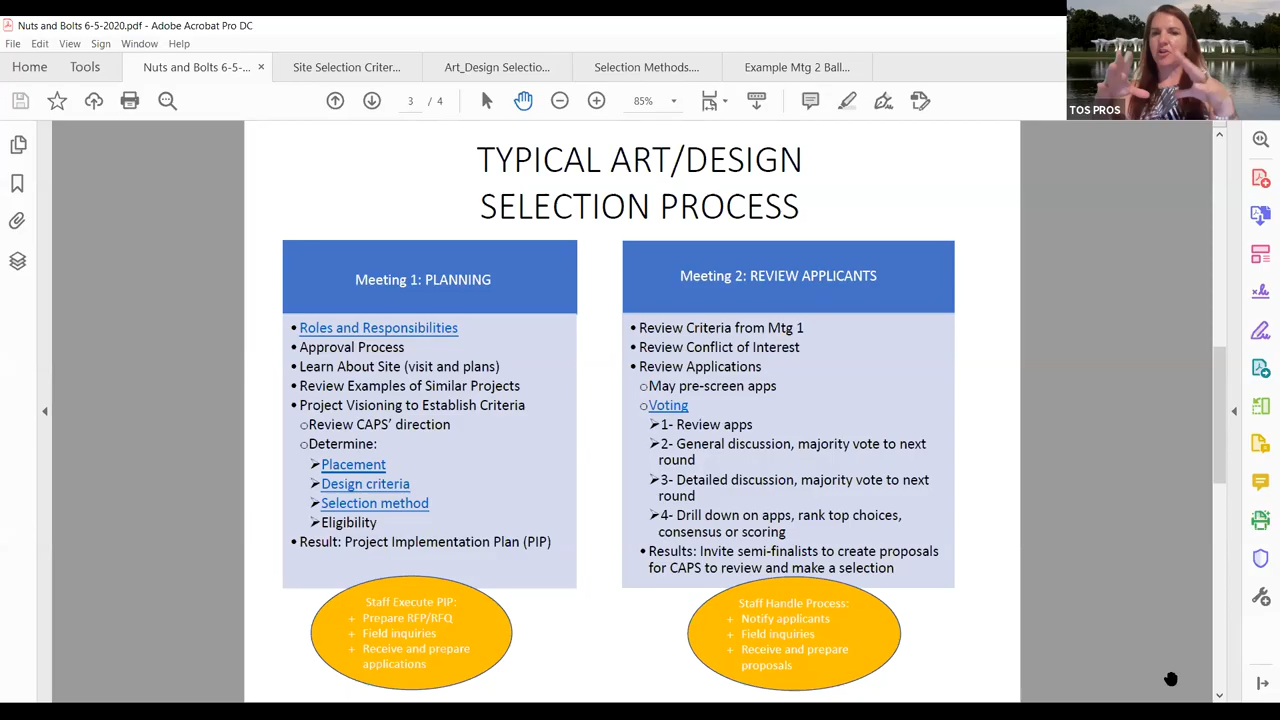 Nuts and Bolts 6-5-2020.pdf - Adobe Acrobat Pro DC
File Edit View Sign Window Help
Home Tools Nuts and Bolts 6-5-... × Site Selection Criter... Art_Design Selectio... Selection Methods.... Example Mtg 2 Ball...
3 / 4 85%
TOS PROS
TYPICAL ART/DESIGN
SELECTION PROCESS
Meeting 1: PLANNING
• Roles and Responsibilities
• Approval Process
• Learn About Site (visit and plans)
• Review Examples of Similar Projects
• Project Visioning to Establish Criteria
○Review CAPS' direction
○Determine:
➢Placement
➢Design criteria
➢Selection method
➢Eligibility
• Result: Project Implementation Plan (PIP)
Staff Execute PIP:
+ Prepare RFP/RFQ
+ Field inquiries
+ Receive and prepare
applications
Meeting 2: REVIEW APPLICANTS
• Review Criteria from Mtg 1
• Review Conflict of Interest
• Review Applications
○May pre-screen apps
○Voting
➢1- Review apps
➢2- General discussion, majority vote to next
round
➢3- Detailed discussion, majority vote to next
round
➢4- Drill down on apps, rank top choices,
consensus or scoring
• Results: Invite semi-finalists to create proposals
for CAPS to review and make a selection
Staff Handle Process:
+ Notify applicants
+ Field inquiries
+ Receive and prepare
proposals